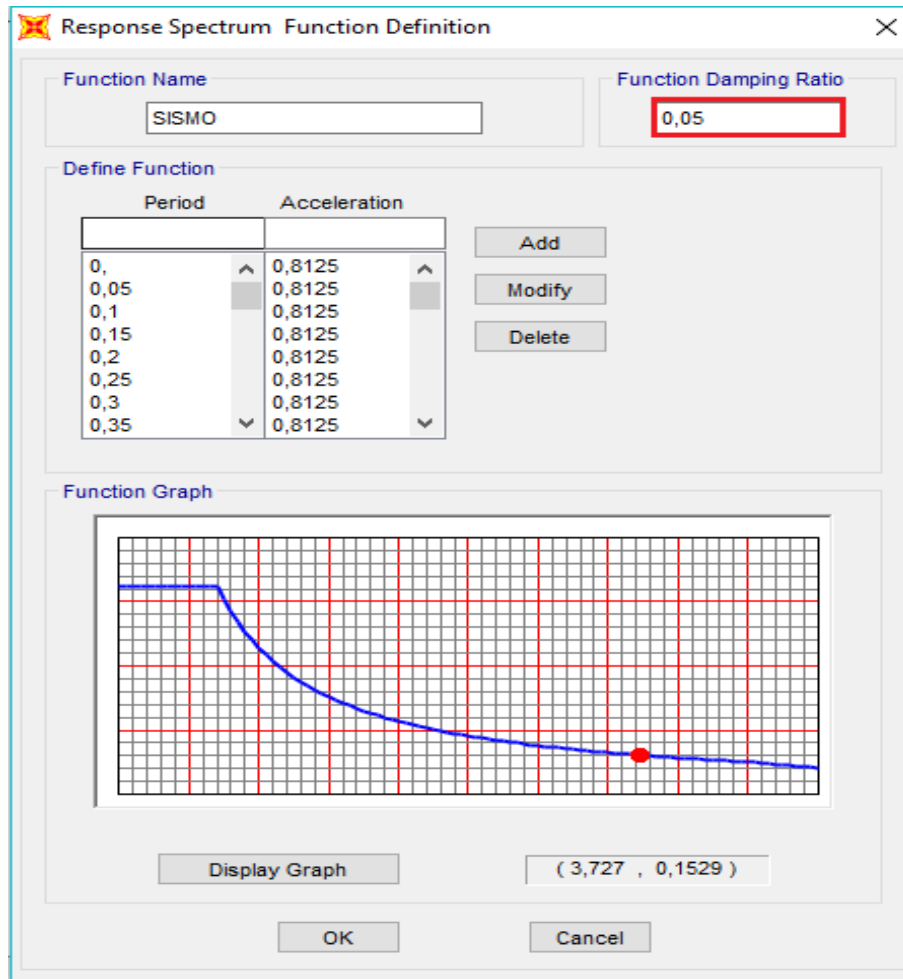 Response Spectrum Function Definition
Function Name
Function Damping Ratio
SISMO
0,05
Define Function
Period Acceleration
0, 0,8125
0,05 0,8125
0,1 0,8125
0,15 0,8125
0,2 0,8125
0,25 0,8125
0,3 0,8125
0,35 0,8125
Add
Modify
Delete
Function Graph
Display Graph
( 3,727 , 0,1529 )
OK
Cancel